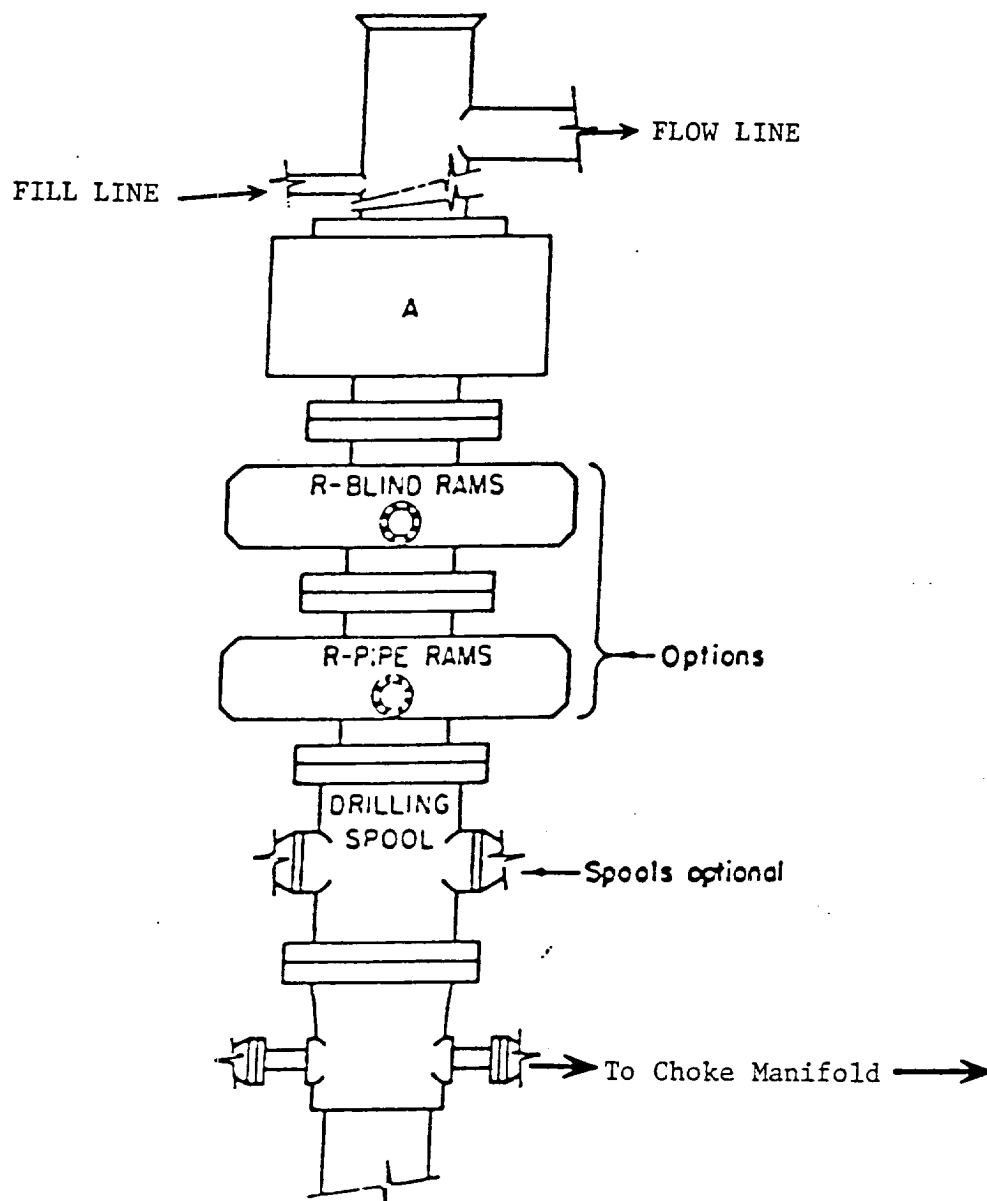 FLOW LINE
FILL LINE
A
R-BLIND RAMS
R-PIPE RAMS
Options
DRILLING
SPOOL
Spools optional
To Choke Manifold